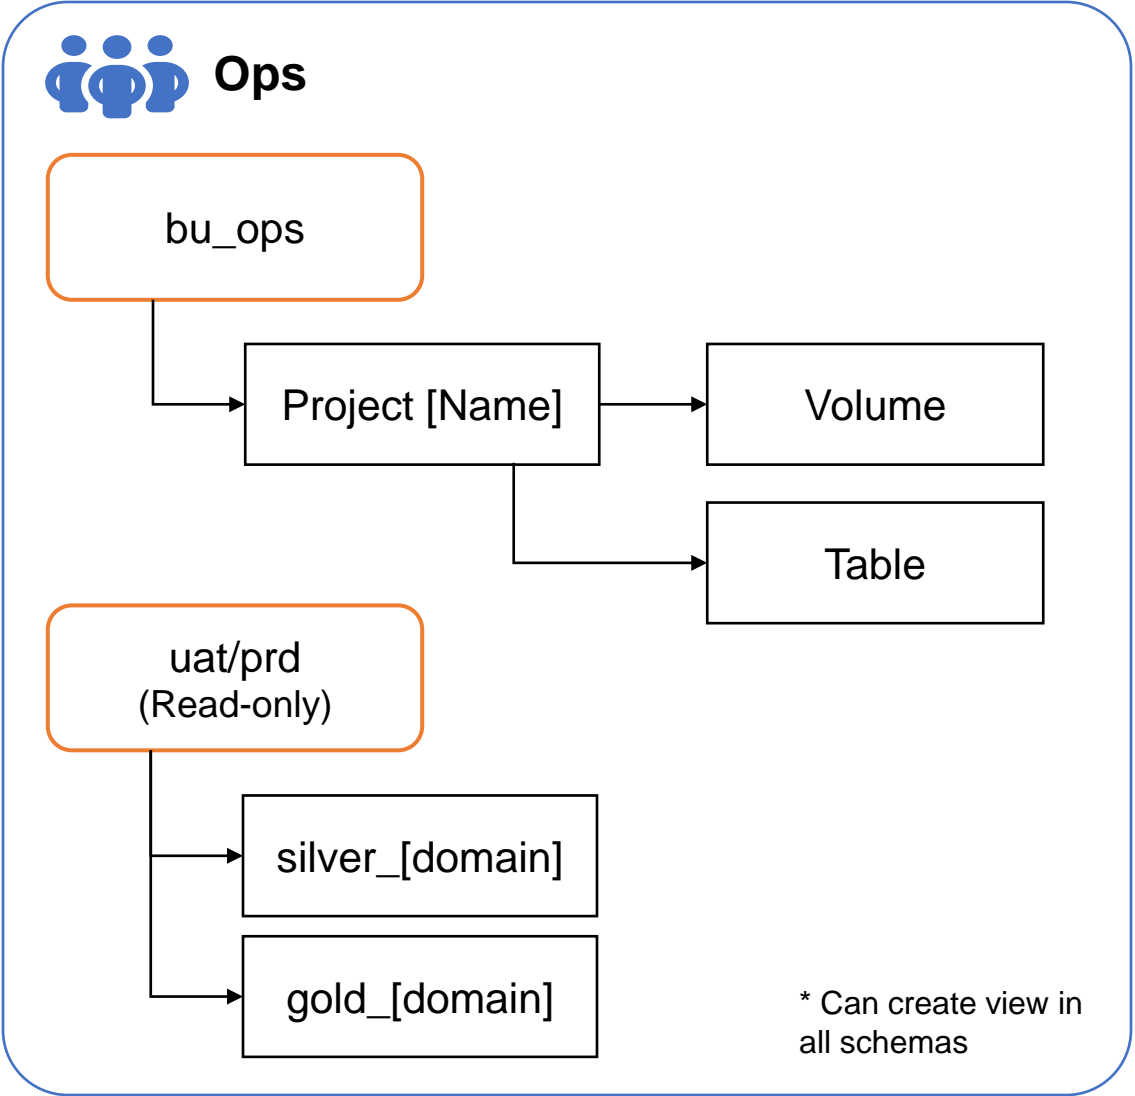 Ops
bu_ops
Project [Name]
Volume
Table
uat/prd
(Read-only)
silver_[domain]
gold_[domain]
* Can create view in
all schemas